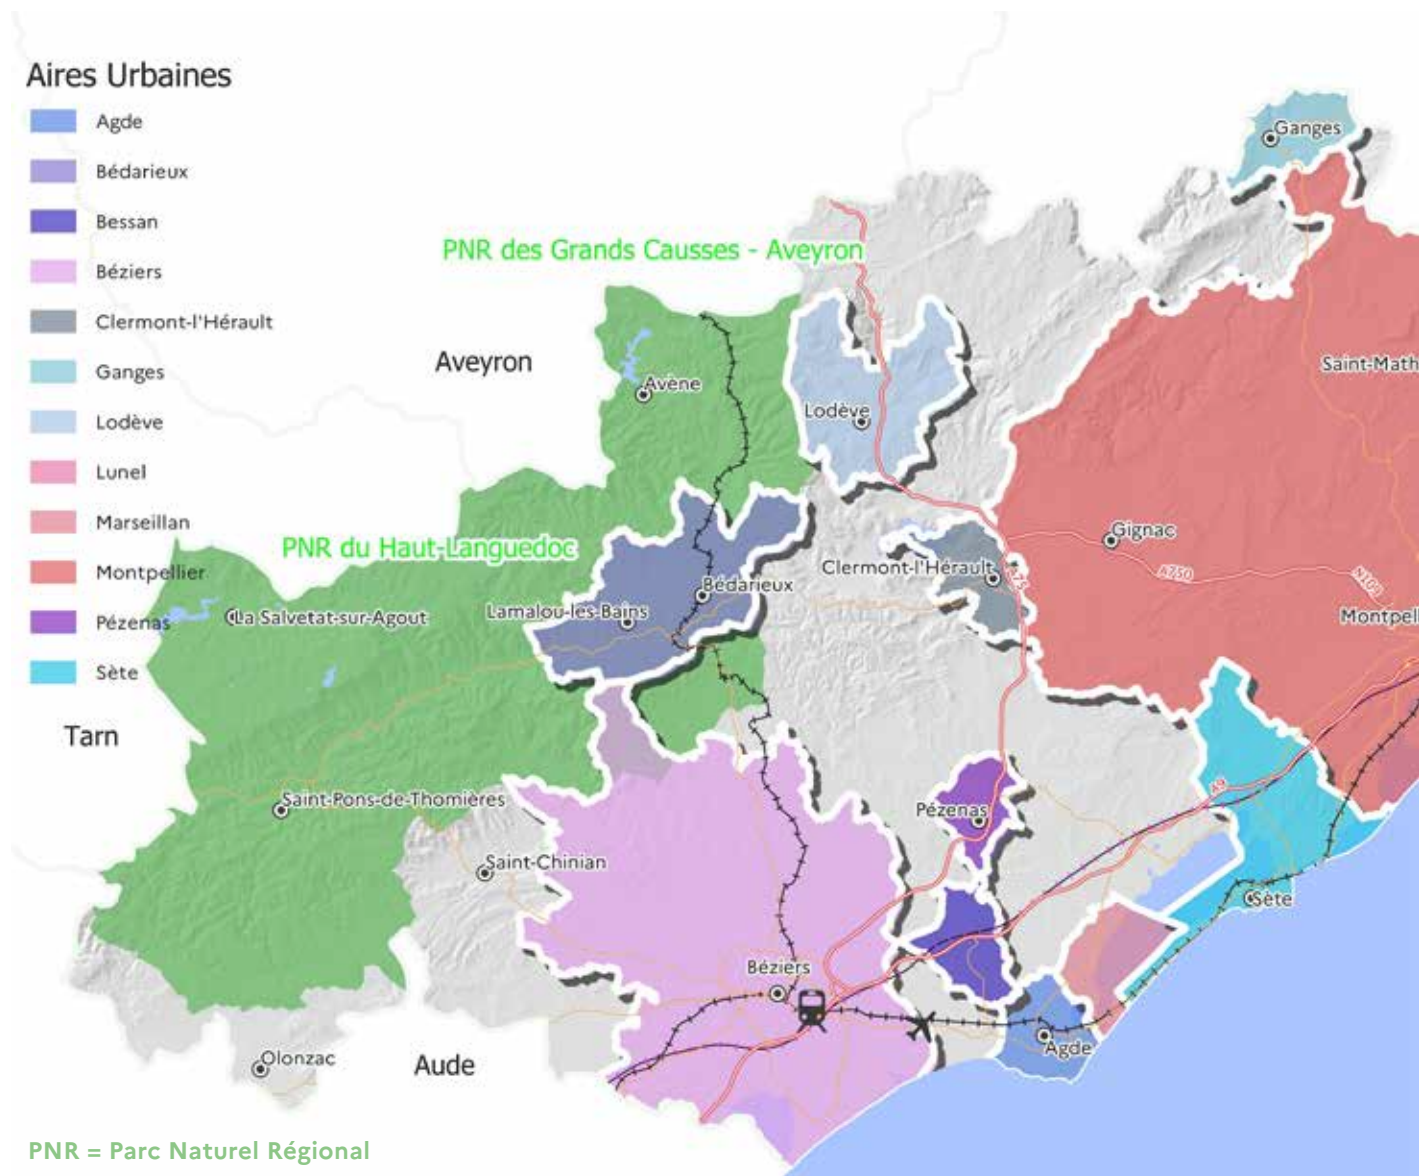 Aires Urbaines
Agde
Bédarieux
Bessan
Béziers
Clermont-l'Hérault
Ganges
Lodève
Lunel
Marseillan
Montpellier
Pézenas
Sète
Ganges
PNR des Grands Causses - Aveyron
Aveyron
Saint-Math
Avène
Lodève
PNR du Haut-Languedoc
Gignac
Clermont-l'Hérault
A75
A750
N109
Bédarieux
Lamalou-les-Bains
La Salvetat-sur-Agout
Montpel
Tarn
Saint-Pons-de-Thomières
A9
Pézenas
Saint-Chinian
Sète
Béziers
Agde
Olonzac
Aude
PNR = Parc Naturel Régional